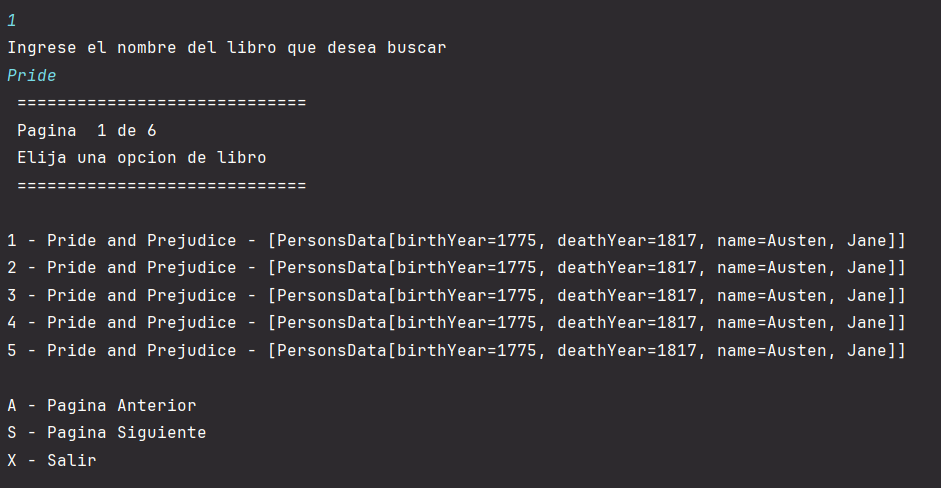 1
Ingrese el nombre del libro que desea buscar
Pride
=============================
Pagina  1 de 6
Elija una opcion de libro
=============================
1 - Pride and Prejudice - [PersonsData[birthYear=1775, deathYear=1817, name=Austen, Jane]]
2 - Pride and Prejudice - [PersonsData[birthYear=1775, deathYear=1817, name=Austen, Jane]]
3 - Pride and Prejudice - [PersonsData[birthYear=1775, deathYear=1817, name=Austen, Jane]]
4 - Pride and Prejudice - [PersonsData[birthYear=1775, deathYear=1817, name=Austen, Jane]]
5 - Pride and Prejudice - [PersonsData[birthYear=1775, deathYear=1817, name=Austen, Jane]]
A - Pagina Anterior
S - Pagina Siguiente
X - Salir